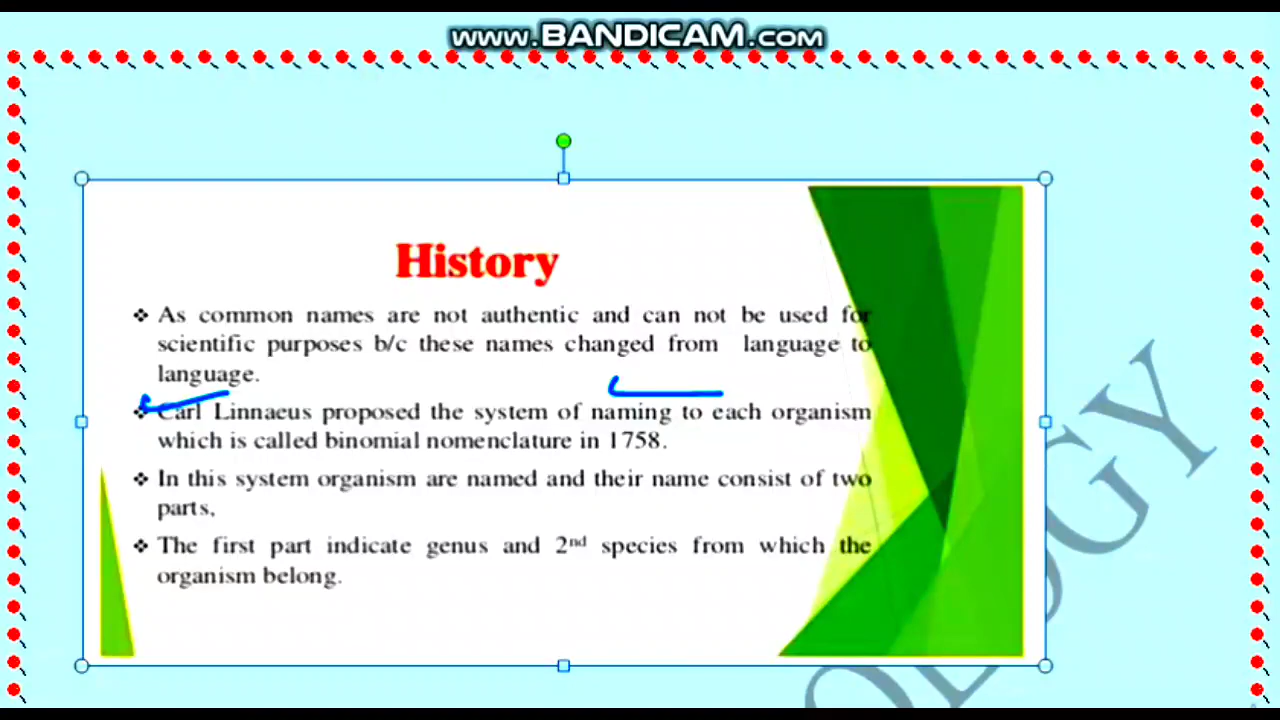 www.BANDICAM.com
History
❖ As common names are not authentic and can not be used for
scientific purposes b/c these names changed from language to
language.
❖ Carl Linnaeus proposed the system of naming to each organism
which is called binomial nomenclature in 1758.
❖ In this system organism are named and their name consist of two
parts,
❖ The first part indicate genus and 2nd species from which the
organism belong.